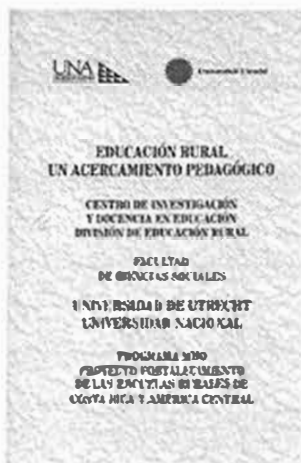 UNA
Universiteit Utrecht
EDUCACIÓN RURAL
UN ACERCAMIENTO PEDAGÓGICO
CENTRO DE INVESTIGACIÓN
Y DOCENCIA EN EDUCACIÓN
DIVISIÓN DE EDUCACIÓN RURAL
FACULTAD
DE CIENCIAS SOCIALES
UNIVERSIDAD DE UTRECHT
UNIVERSIDAD NACIONAL
PROGRAMA MHO
PROYECTO FORTALECIMIENTO
DE LAS ESCUELAS RURALES DE
COSTA RICA Y AMÉRICA CENTRAL